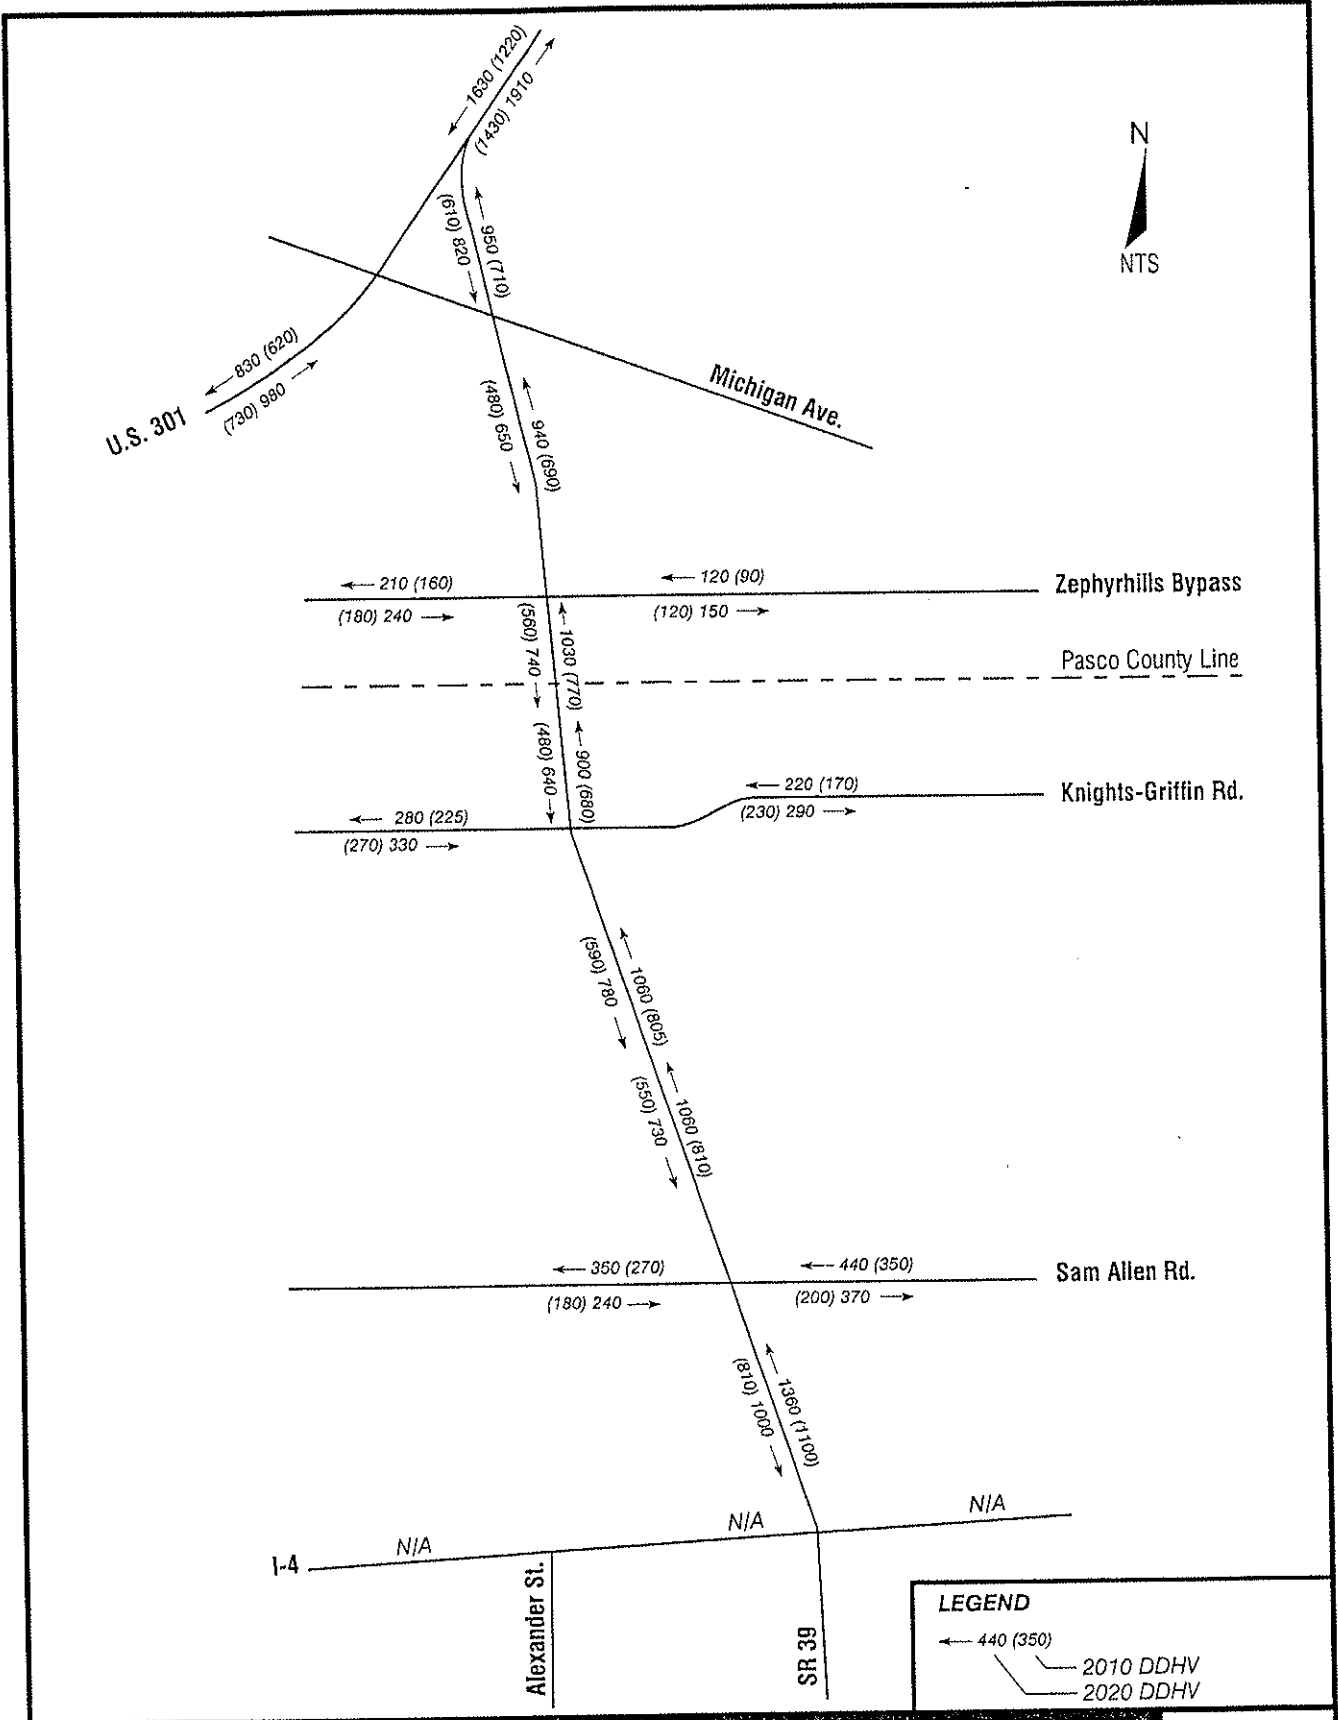 1630 (1220)
(1430) 1910
N
NTS
(610) 820
950 (710)
830 (620)
(730) 980
U.S. 301
Michigan Ave.
(480) 650
940 (690)
210 (160)
120 (90)
Zephyrhills Bypass
(180) 240
(120) 150
(560) 740
1030 (770)
Pasco County Line
(480) 640
900 (680)
220 (170)
Knights-Griffin Rd.
(230) 290
280 (225)
(270) 330
(590) 780
1060 (805)
(550) 730
1060 (810)
350 (270)
440 (350)
Sam Allen Rd.
(180) 240
(200) 370
(810) 1000
1360 (1100)
N/A
N/A
N/A
I-4
Alexander St.
SR 39
LEGEND
440 (350)
2010 DDHV
2020 DDHV